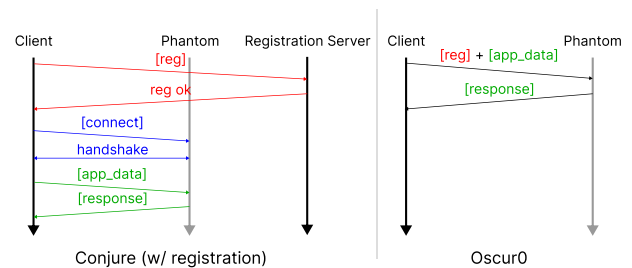 Client Phantom Registration Server
[reg]
reg ok
[connect]
handshake
[app_data]
[response]
Conjure (w/ registration)
Client Phantom
[reg] + [app_data]
[response]
Oscur0